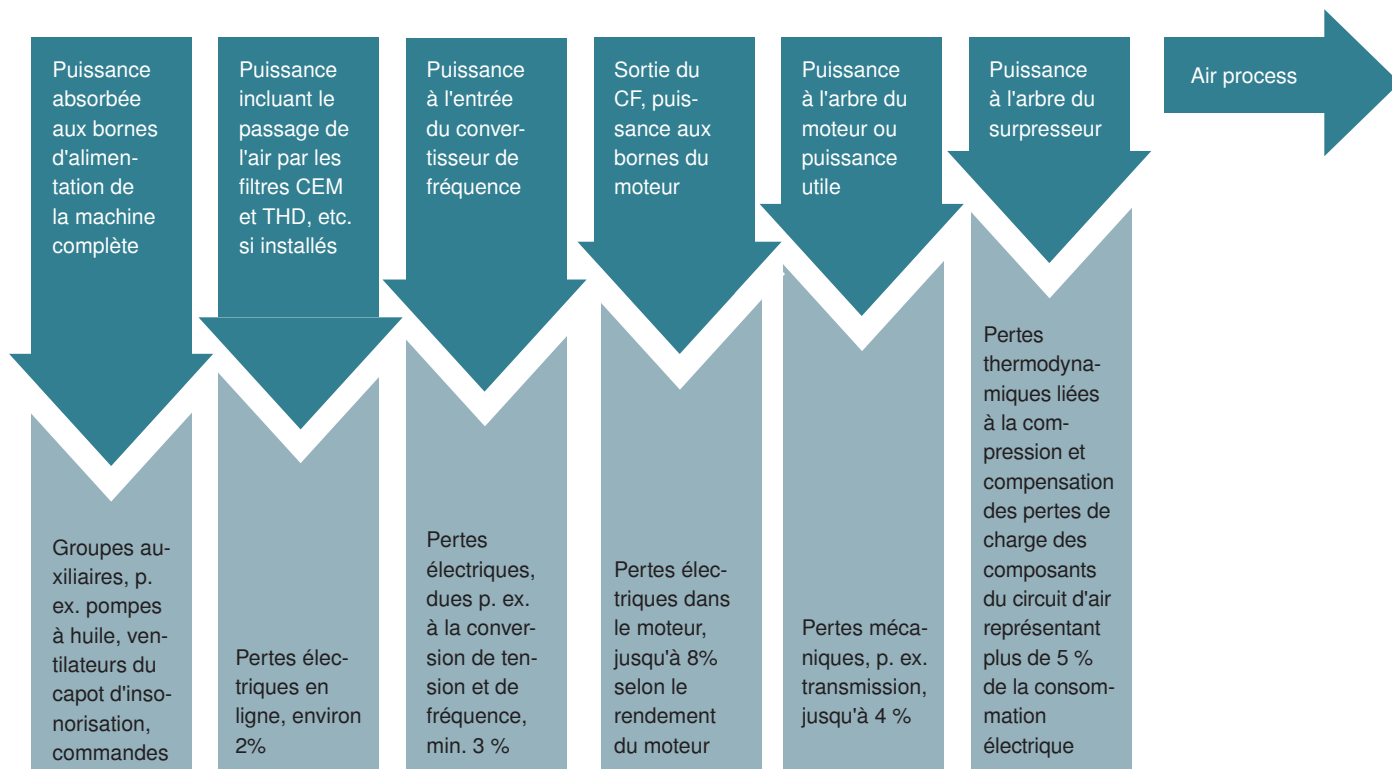 Puissance
absorbée
aux bornes
d'alimen-
tation de
la machine
complète
Puissance
incluant le
passage de
l'air par les
filtres CEM
et THD, etc.
si installés
Puissance
à l'entrée
du conver-
tisseur de
fréquence
Sortie du
CF, puis-
sance aux
bornes du
moteur
Puissance
à l'arbre du
moteur ou
puissance
utile
Puissance
à l'arbre du
surpresseur
Air process
Groupes au-
xiliaires, p.
ex. pompes
à huile, ven-
tilateurs du
capot d'inso-
norisation,
commandes
Pertes élec-
triques en
ligne, environ
2%
Pertes
électriques,
dues p. ex.
à la conver-
sion de ten-
sion et de
fréquence,
min. 3 %
Pertes élec-
triques dans
le moteur,
jusqu'à 8%
selon le
rendement
du moteur
Pertes méca-
niques, p. ex.
transmission,
jusqu'à 4 %
Pertes
thermodyna-
miques liées
à la com-
pression et
compensation
des pertes de
charge des
composants
du circuit d'air
représentant
plus de 5 %
de la consom-
mation
électrique